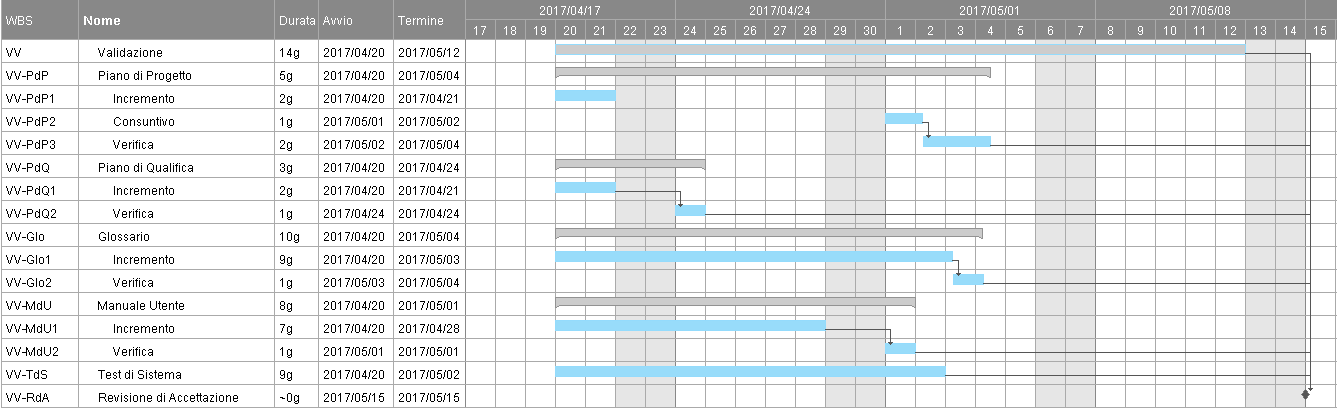 WBS Nome Durata Avvio Termine 2017/04/17 2017/04/24 2017/05/01 2017/05/08
17 18 19 20 21 22 23 24 25 26 27 28 29 30 1 2 3 4 5 6 7 8 9 10 11 12 13 14 15
VV Validazione 14g 2017/04/20 2017/05/12
VV-PdP Piano di Progetto 5g 2017/04/20 2017/05/04
VV-PdP1 Incremento 2g 2017/04/20 2017/04/21
VV-PdP2 Consuntivo 1g 2017/05/01 2017/05/02
VV-PdP3 Verifica 2g 2017/05/02 2017/05/04
VV-PdQ Piano di Qualifica 3g 2017/04/20 2017/04/24
VV-PdQ1 Incremento 2g 2017/04/20 2017/04/21
VV-PdQ2 Verifica 1g 2017/04/24 2017/04/24
VV-Glo Glossario 10g 2017/04/20 2017/05/04
VV-Glo1 Incremento 9g 2017/04/20 2017/05/03
VV-Glo2 Verifica 1g 2017/05/03 2017/05/04
VV-MdU Manuale Utente 8g 2017/04/20 2017/05/01
VV-MdU1 Incremento 7g 2017/04/20 2017/04/28
VV-MdU2 Verifica 1g 2017/05/01 2017/05/01
VV-TdS Test di Sistema 9g 2017/04/20 2017/05/02
VV-RdA Revisione di Accettazione ~0g 2017/05/15 2017/05/15